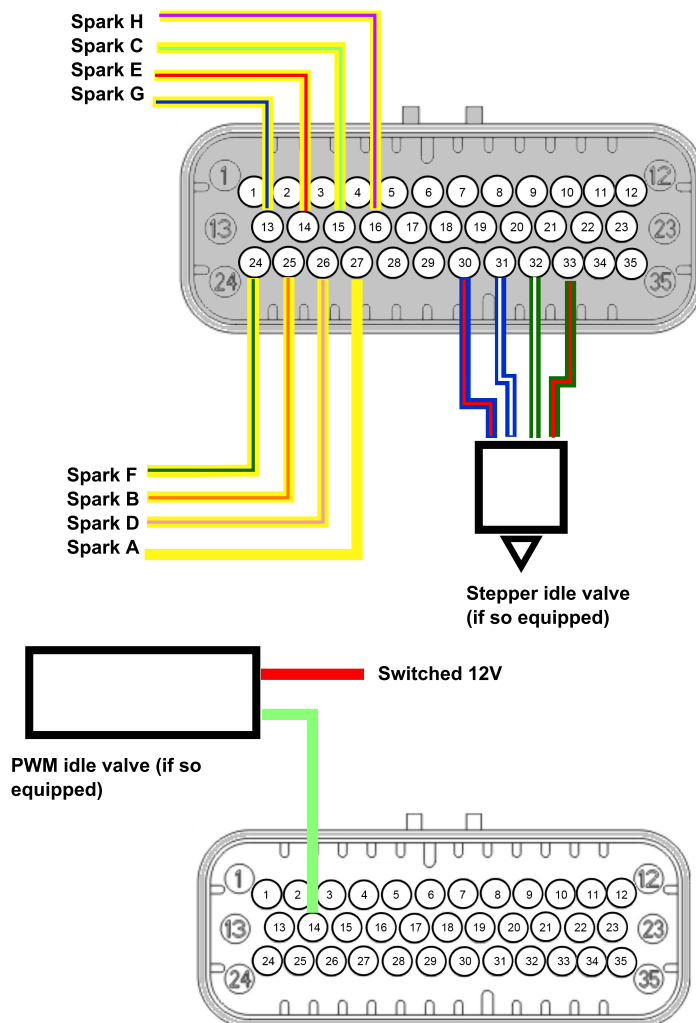 Spark H
Spark C
Spark E
Spark G
1 12
1 2 3 4 5 6 7 8 9 10 11 12
13 13 14 15 16 17 18 19 20 21 22 23 23
24 25 26 27 28 29 30 31 32 33 34 35
24 35
Spark F
Spark B
Spark D
Spark A
Stepper idle valve
(if so equipped)
Switched 12V
PWM idle valve (if so
equipped)
1 12
1 2 3 4 5 6 7 8 9 10 11 12
13 13 14 15 16 17 18 19 20 21 22 23 23
24 25 26 27 28 29 30 31 32 33 34 35
24 35